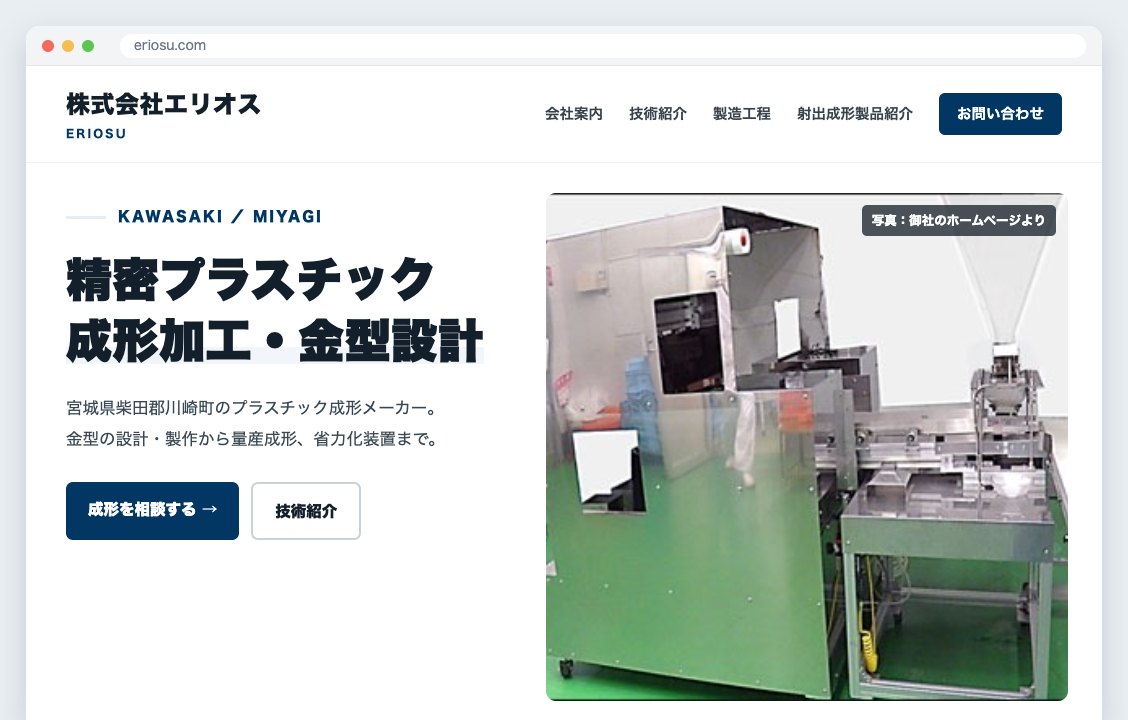 eriosu.com
株式会社エリオス
ERIOSU
会社案内 技術紹介 製造工程 射出成形製品紹介 お問い合わせ
KAWASAKI / MIYAGI
写真：御社のホームページより
精密プラスチック
成形加工・金型設計
宮城県柴田郡川崎町のプラスチック成形メーカー。
金型の設計・製作から量産成形、省力化装置まで。
成形を相談する → 技術紹介